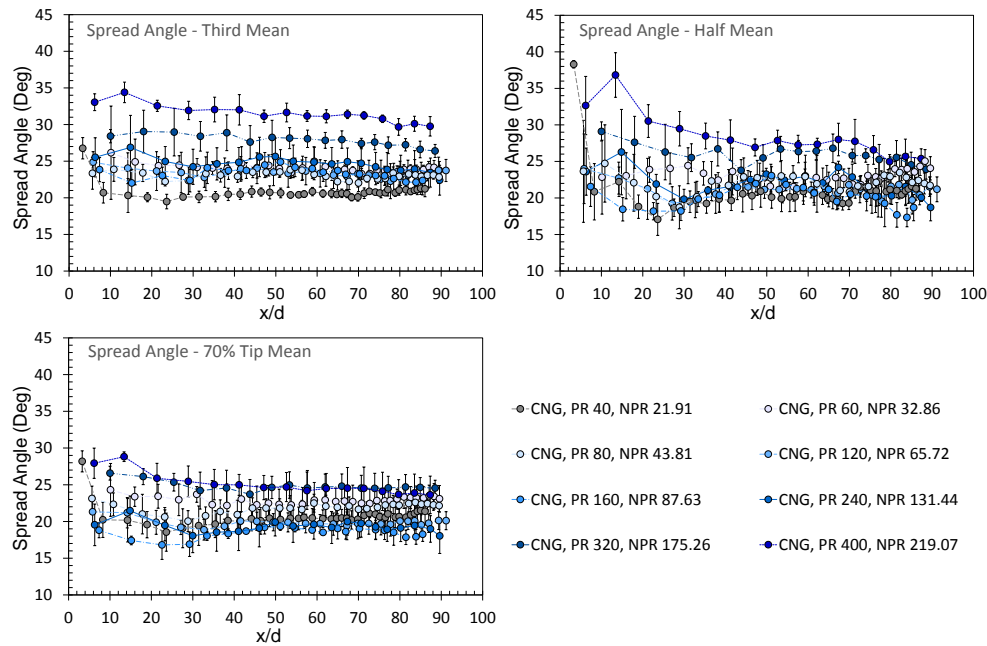 Spread Angle - Third Mean
Spread Angle (Deg)
45
40
35
30
25
20
15
10
0 10 20 30 40 50 60 70 80 90 100
x/d
Spread Angle - Half Mean
Spread Angle (Deg)
45
40
35
30
25
20
15
10
0 10 20 30 40 50 60 70 80 90 100
x/d
Spread Angle - 70% Tip Mean
Spread Angle (Deg)
45
40
35
30
25
20
15
10
0 10 20 30 40 50 60 70 80 90 100
x/d
CNG, PR 40, NPR 21.91
CNG, PR 60, NPR 32.86
CNG, PR 80, NPR 43.81
CNG, PR 120, NPR 65.72
CNG, PR 160, NPR 87.63
CNG, PR 240, NPR 131.44
CNG, PR 320, NPR 175.26
CNG, PR 400, NPR 219.07